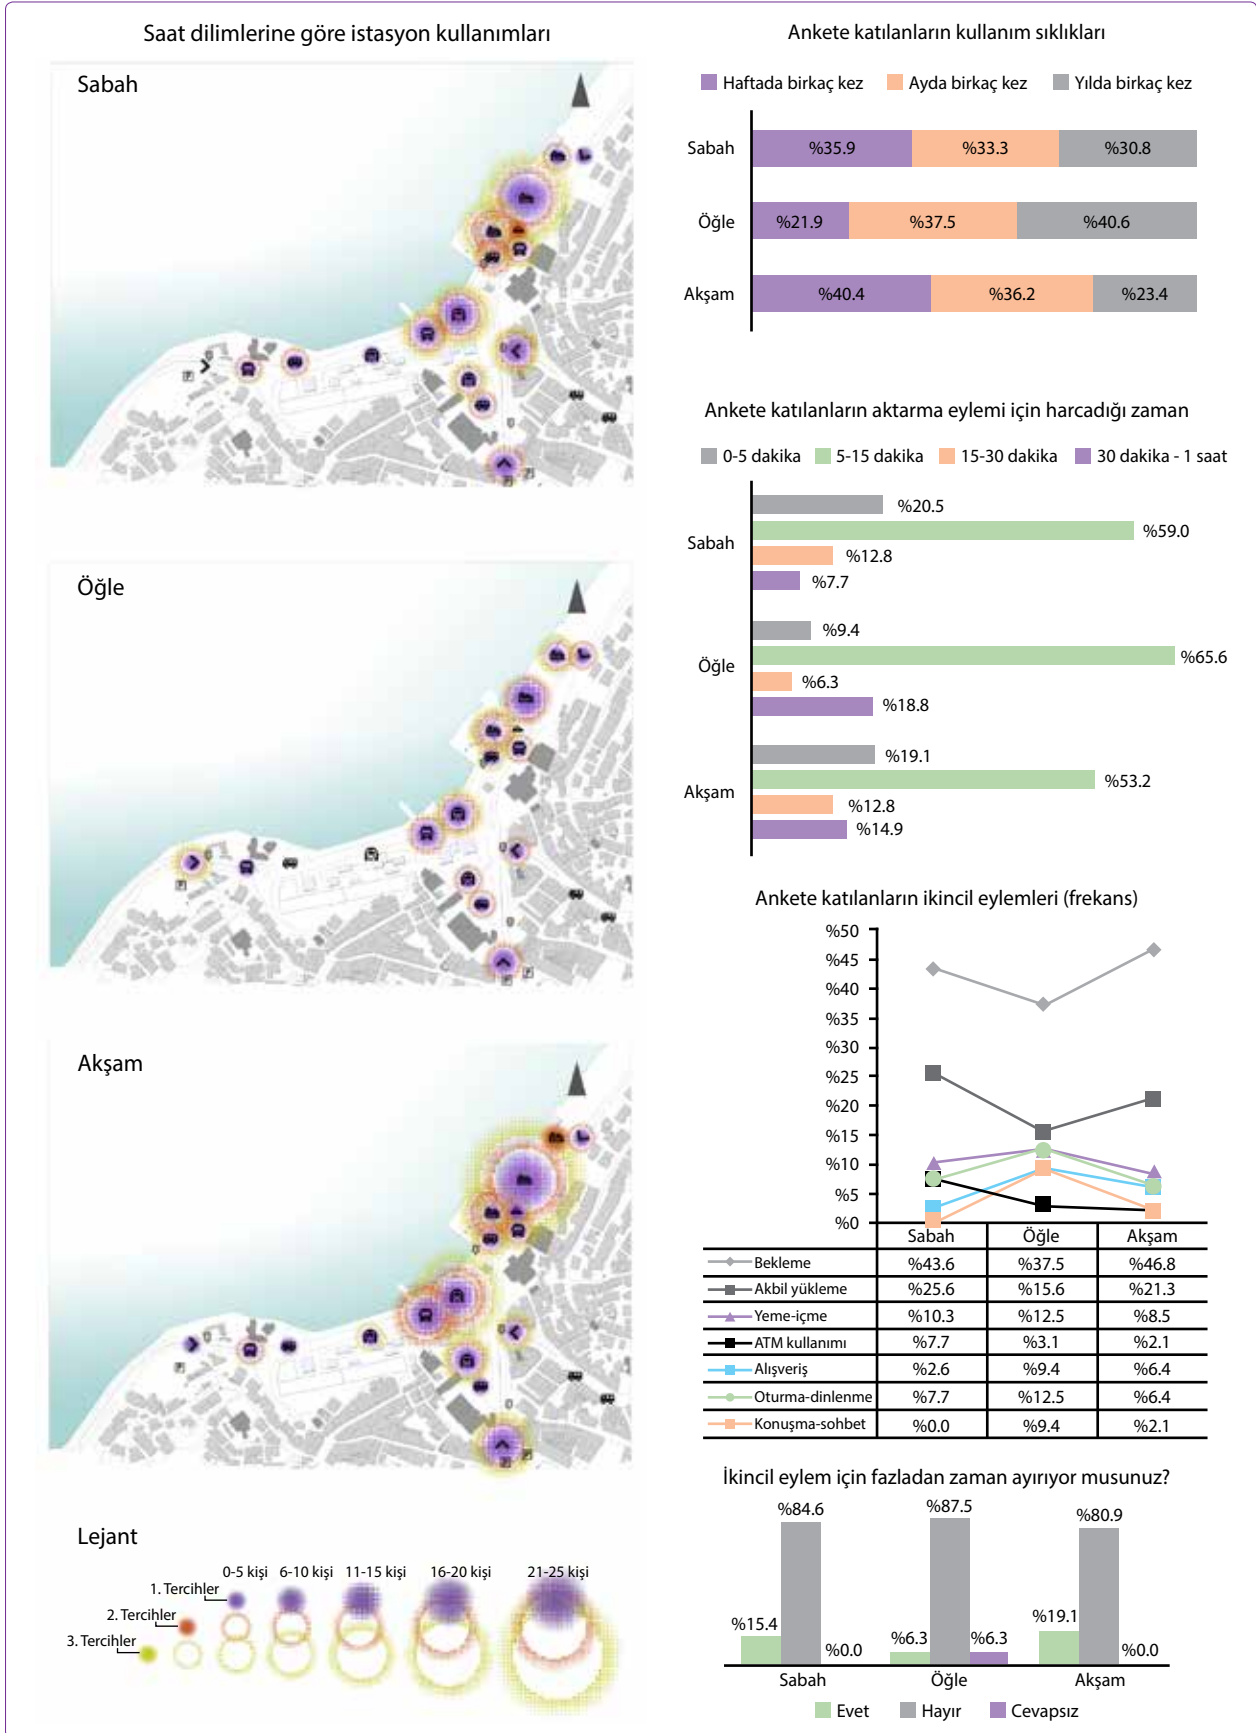 Saat dilimlerine göre istasyon kullanımları
Sabah
Öğle
Akşam
Lejant
0-5 kişi 6-10 kişi 11-15 kişi 16-20 kişi 21-25 kişi
1. Tercihler
2. Tercihler
3. Tercihler
Ankete katılanların kullanım sıklıkları
Haftada birkaç kez Ayda birkaç kez Yılda birkaç kez
Sabah %35.9 %33.3 %30.8
Öğle %21.9 %37.5 %40.6
Akşam %40.4 %36.2 %23.4
Ankete katılanların aktarma eylemi için harcadığı zaman
0-5 dakika 5-15 dakika 15-30 dakika 30 dakika - 1 saat
%20.5
%59.0
Sabah
%12.8
%7.7
%9.4
%65.6
Öğle
%6.3
%18.8
%19.1
%53.2
Akşam
%12.8
%14.9
Ankete katılanların ikincil eylemleri (frekans)
%50
%45
%40
%35
%30
%25
%20
%15
%10
%5
%0
Sabah Öğle Akşam
Bekleme %43.6 %37.5 %46.8
Akbil yükleme %25.6 %15.6 %21.3
Yeme-içme %10.3 %12.5 %8.5
ATM kullanımı %7.7 %3.1 %2.1
Alışveriş %2.6 %9.4 %6.4
Oturma-dinlenme %7.7 %12.5 %6.4
Konuşma-sohbet %0.0 %9.4 %2.1
İkincil eylem için fazladan zaman ayırıyor musunuz?
%15.4 %84.6 %0.0
%6.3 %87.5 %6.3
%19.1 %80.9 %0.0
Sabah Öğle Akşam
Evet Hayır Cevapsız